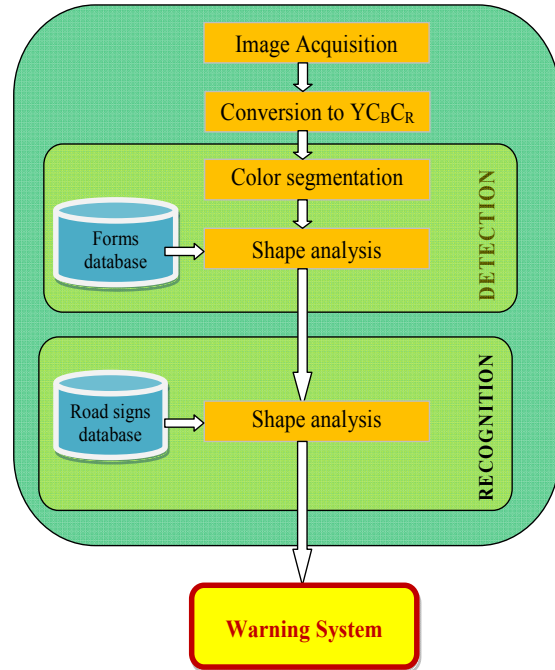 Image Acquisition
Conversion to YCBCR
Color segmentation
DETECTION
Forms
database
Shape analysis
Road signs
database
Shape analysis
RECOGNITION
Warning System